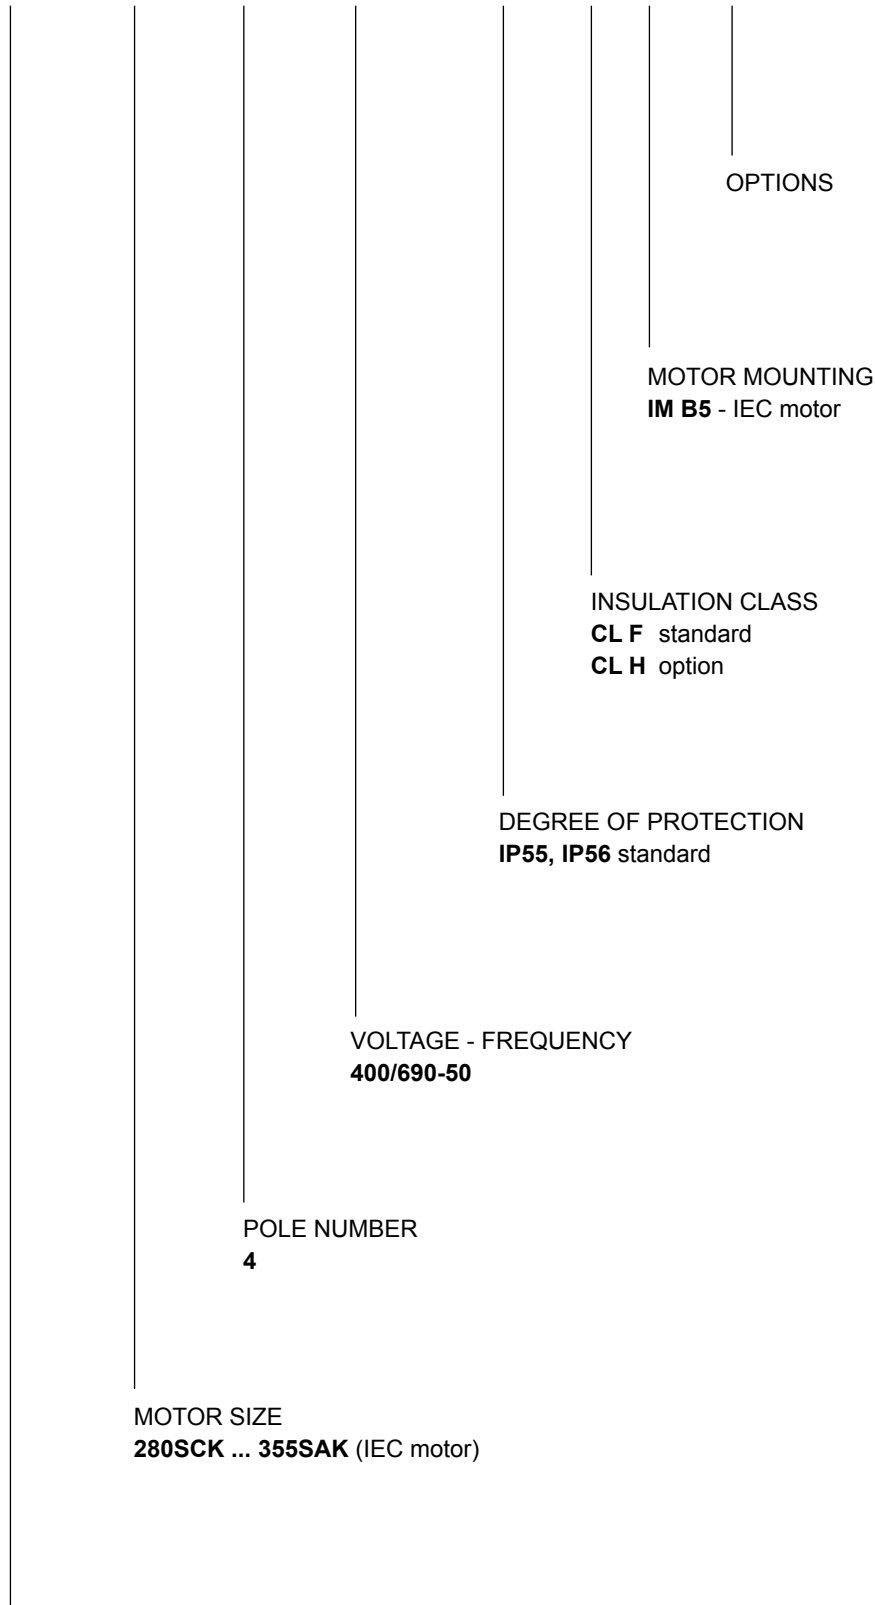 OPTIONS
MOTOR MOUNTING
IM B5 - IEC motor
INSULATION CLASS
CL F standard
CL H option
DEGREE OF PROTECTION
IP55, IP56 standard
VOLTAGE - FREQUENCY
400/690-50
POLE NUMBER
4
MOTOR SIZE
280SCK ... 355SAK (IEC motor)